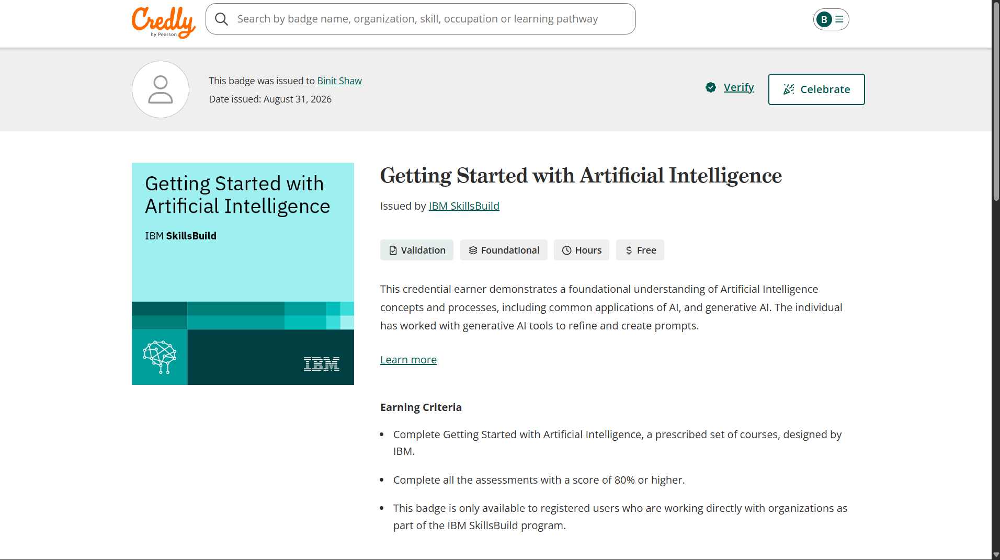 Credly
by Pearson
Search by badge name, organization, skill, occupation or learning pathway
B
This badge was issued to Binit Shaw
Date issued: August 31, 2026
Verify
Celebrate
Getting Started with
Artificial Intelligence
IBM SkillsBuild
IBM
Getting Started with Artificial Intelligence
Issued by IBM SkillsBuild
Validation
Foundational
Hours
Free
This credential earner demonstrates a foundational understanding of Artificial Intelligence
concepts and processes, including common applications of AI, and generative AI. The individual
has worked with generative AI tools to refine and create prompts.
Learn more
Earning Criteria
• Complete Getting Started with Artificial Intelligence, a prescribed set of courses, designed by
IBM.
• Complete all the assessments with a score of 80% or higher.
• This badge is only available to registered users who are working directly with organizations as
part of the IBM SkillsBuild program.